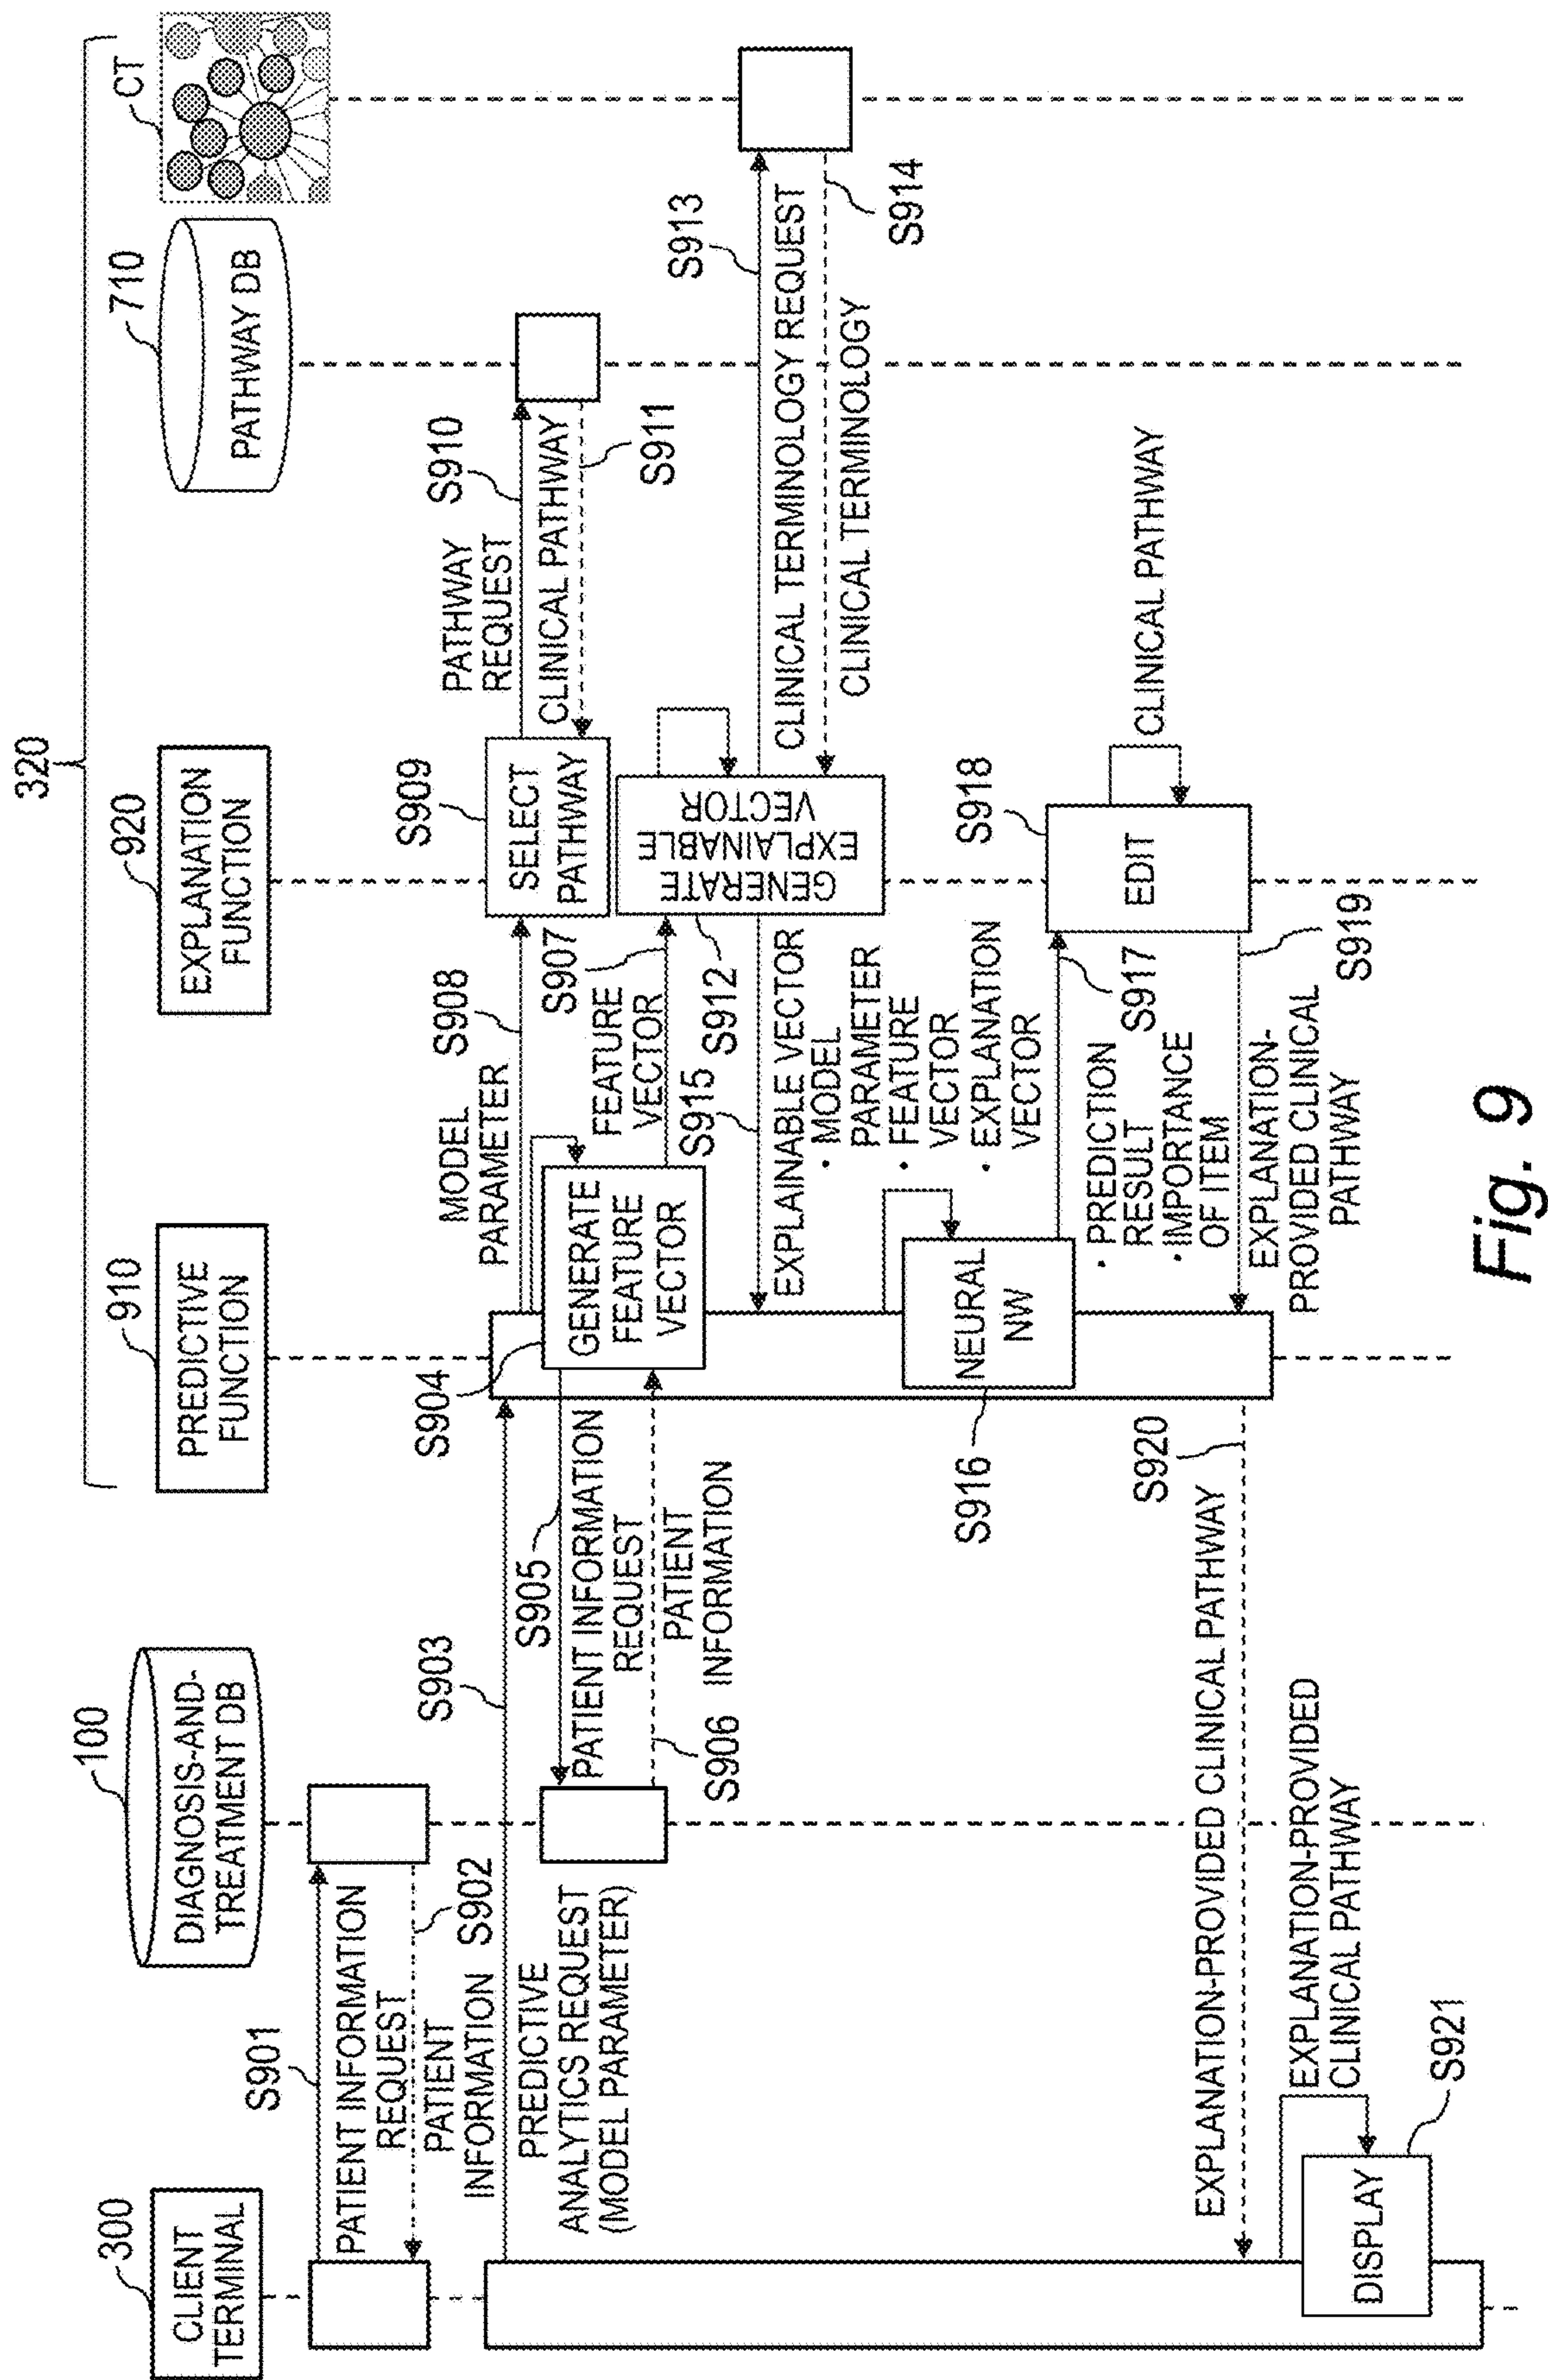 320
300
CLIENT
TERMINAL
100
DIAGNOSIS-AND-
TREATMENT DB
910
PREDICTIVE
FUNCTION
920
EXPLANATION
FUNCTION
710
PATHWAY DB
CT
S901
PATIENT INFORMATION
REQUEST
S902
PATIENT
INFORMATION
S903
PREDICTIVE
ANALYTICS REQUEST
(MODEL PARAMETER)
S904
GENERATE
FEATURE
VECTOR
S905
PATIENT INFORMATION
REQUEST
S906
PATIENT
INFORMATION
S908
MODEL
PARAMETER
S907
FEATURE
VECTOR
S909
SELECT
PATHWAY
S910
PATHWAY
REQUEST
CLINICAL PATHWAY
S911
S912
GENERATE
EXPLAINABLE
VECTOR
S913
CLINICAL TERMINOLOGY REQUEST
S914
CLINICAL TERMINOLOGY
S915
EXPLAINABLE VECTOR
• MODEL
PARAMETER
• FEATURE
VECTOR
• EXPLANATION
VECTOR
NEURAL
NW
S916
S917
• PREDICTION
RESULT
• IMPORTANCE
OF ITEM
S918
EDIT
CLINICAL PATHWAY
S919
EXPLANATION-
PROVIDED CLINICAL
PATHWAY
S920
EXPLANATION-PROVIDED CLINICAL PATHWAY
EXPLANATION-PROVIDED
CLINICAL PATHWAY
DISPLAY
S921
Fig. 9